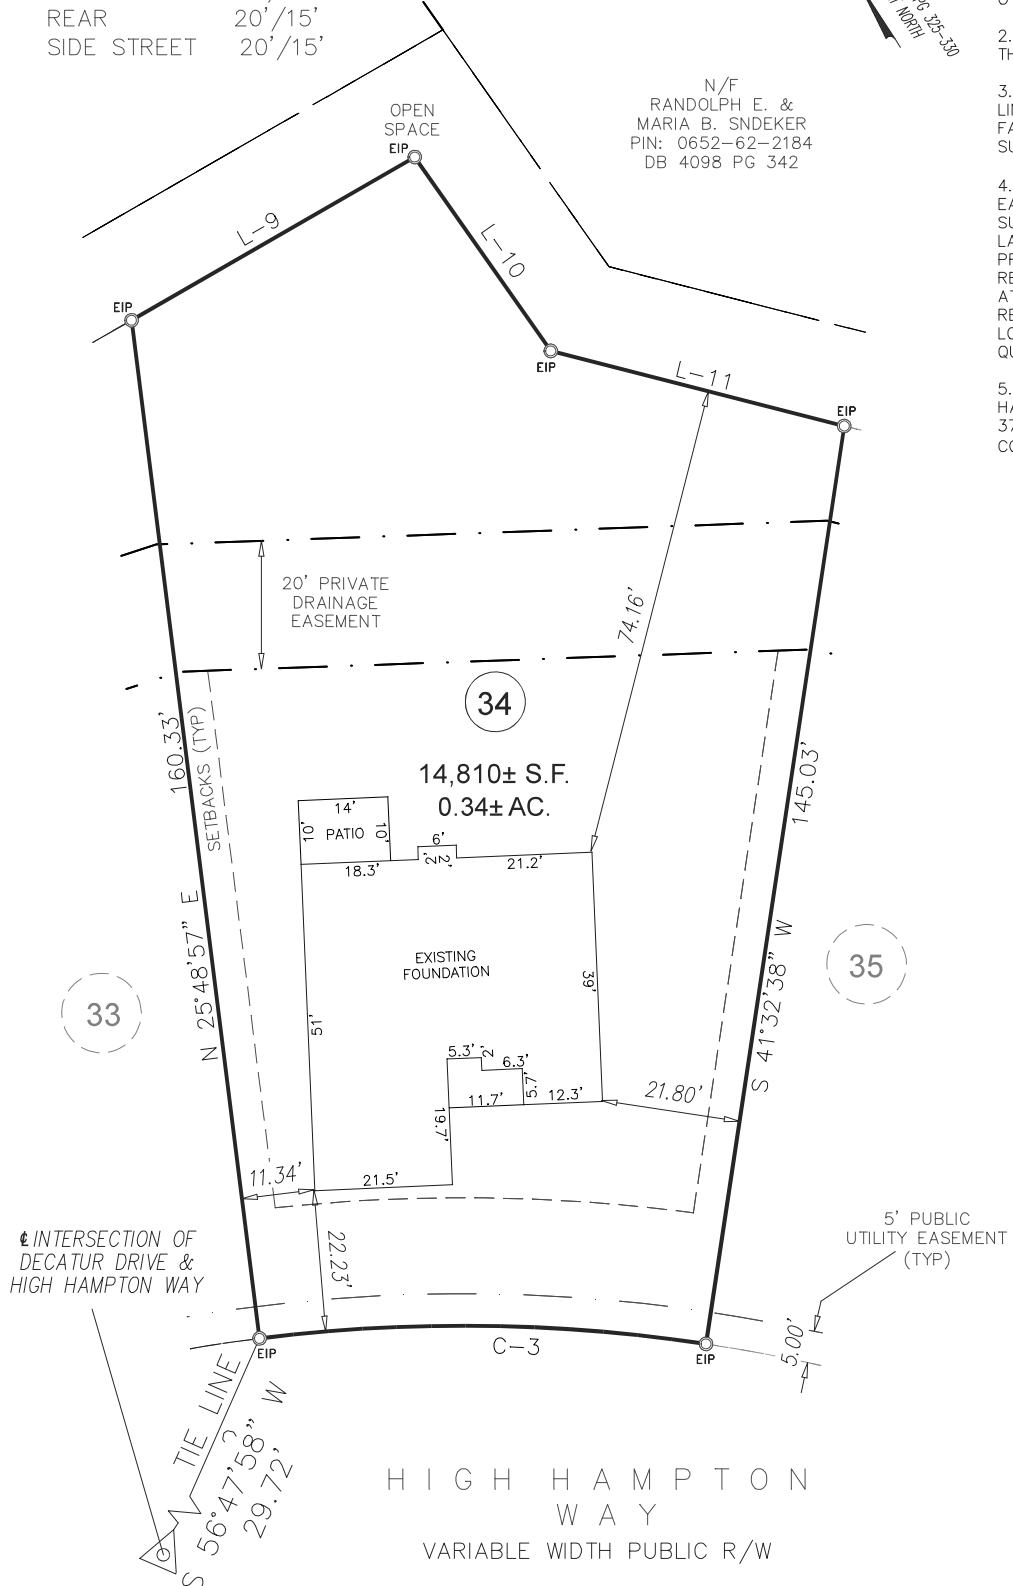 REAR 20'/15'
SIDE STREET 20'/15'
PG 325-330
NORTH
N/F
RANDOLPH E. &
MARIA B. SNDEKER
PIN: 0652-62-2184
DB 4098 PG 342
OPEN
SPACE
EIP
L-9
L-10
EIP
EIP
L-11
EIP
2.
3.
4.
5.
20' PRIVATE
DRAINAGE
EASEMENT
74.16'
34
14,810± S.F.
0.34± AC.
160.33'
SETBACKS (TYP)
145.03'
14'
10'
PATIO
10'
6'
2'
2'
18.3'
21.2'
EXISTING
FOUNDATION
N 25°48'57" E
S 41°32'38" W
33
35
51'
39'
5.3'
2'
6.3'
5.7'
11.7'
12.3'
19.7'
21.80'
21.5'
11.34'
22.23'
℄ INTERSECTION OF
DECATUR DRIVE &
HIGH HAMPTON WAY
5' PUBLIC
UTILITY EASEMENT
(TYP)
5.00'
EIP
C-3
EIP
TIE LINE
S 56°47'58" W
29.72'
HIGH HAMPTON
WAY
VARIABLE WIDTH PUBLIC R/W